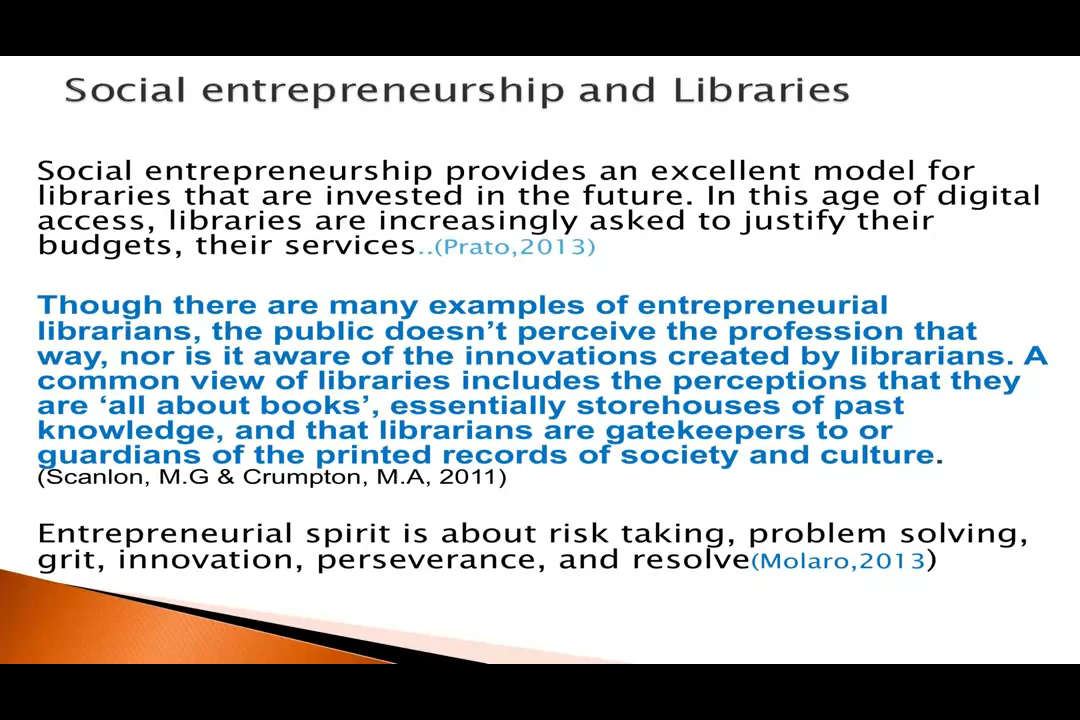 Social entrepreneurship and Libraries
Social entrepreneurship provides an excellent model for
libraries that are invested in the future. In this age of digital
access, libraries are increasingly asked to justify their
budgets, their services..(Prato,2013)
Though there are many examples of entrepreneurial
librarians, the public doesn’t perceive the profession that
way, nor is it aware of the innovations created by librarians. A
common view of libraries includes the perceptions that they
are ‘all about books’, essentially storehouses of past
knowledge, and that librarians are gatekeepers to or
guardians of the printed records of society and culture.
(Scanlon, M.G & Crumpton, M.A, 2011)
Entrepreneurial spirit is about risk taking, problem solving,
grit, innovation, perseverance, and resolve(Molaro,2013)